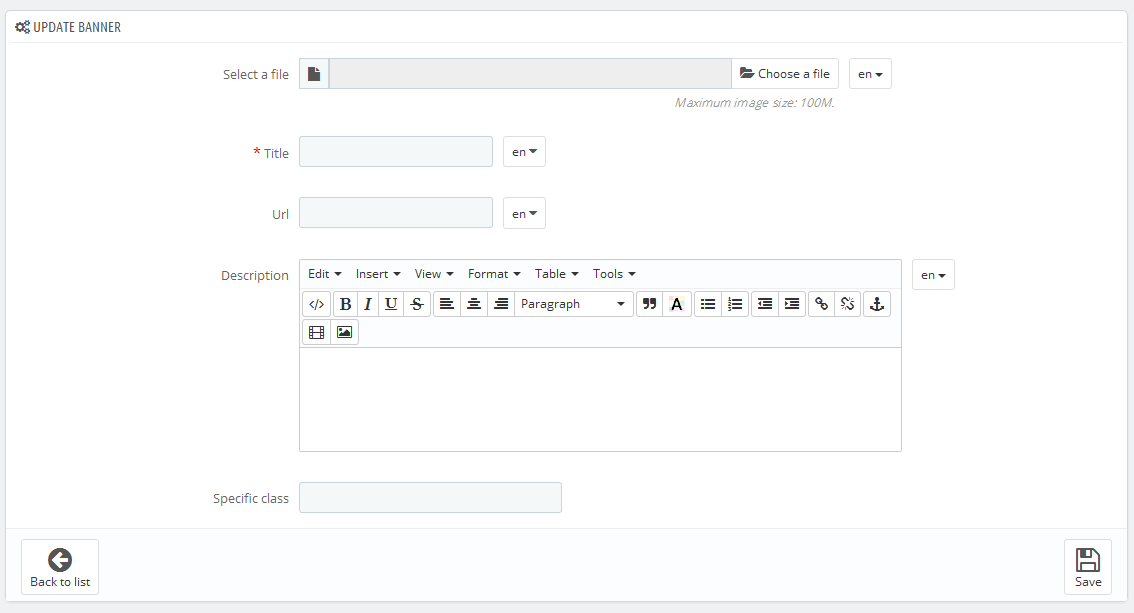 UPDATE BANNER
Select a file Choose a file en
Maximum image size: 100M.
* Title en
Url en
Description Edit Insert View Format Table Tools en
B I U S Paragraph A
Specific class
Back to list Save